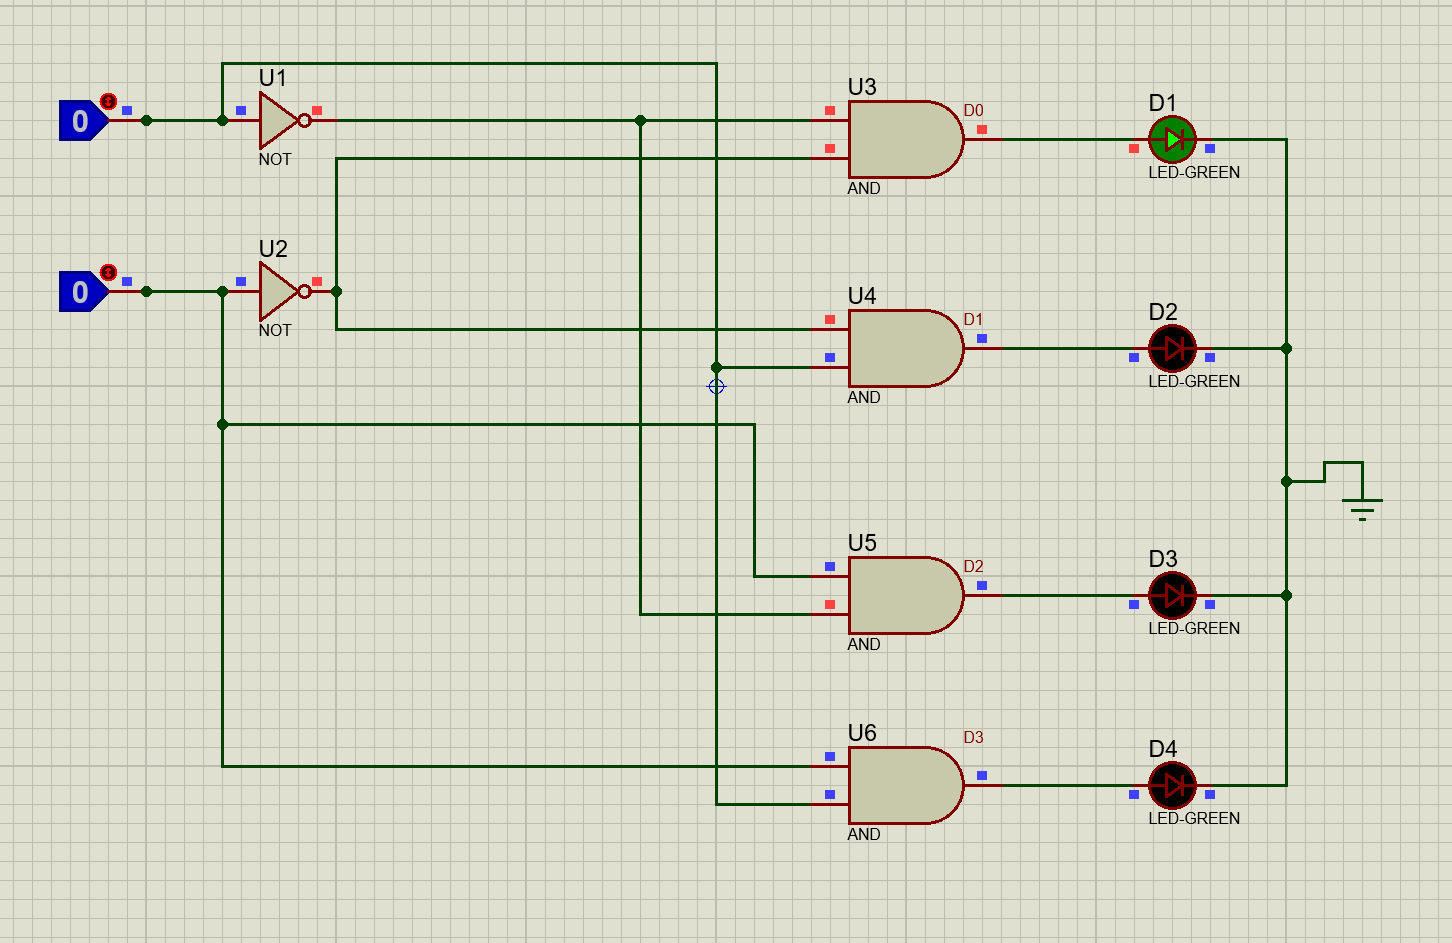 U1
0
NOT
U3
D0
AND
D1
LED-GREEN
U2
0
NOT
U4
D1
AND
D2
LED-GREEN
U5
D2
AND
D3
LED-GREEN
U6
D3
AND
D4
LED-GREEN